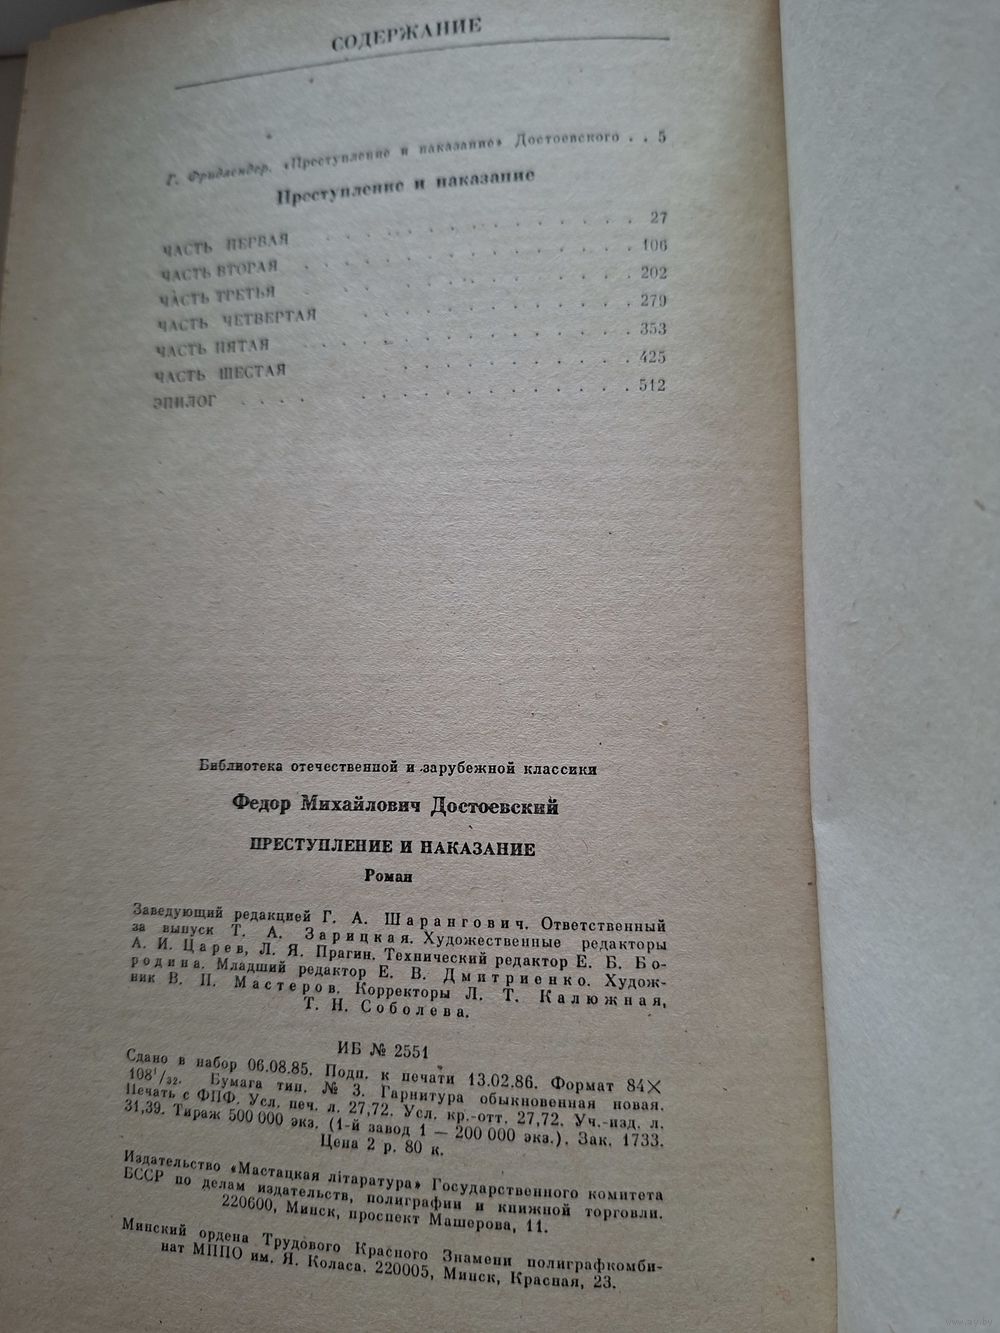 СОДЕРЖАНИЕ
Г. Фридлендер. «Преступление и наказание» Достоевского . . 5
Преступление и наказание
ЧАСТЬ ПЕРВАЯ . . . . . . . . . . . . 27
ЧАСТЬ ВТОРАЯ . . . . . . . . . . . . 106
ЧАСТЬ ТРЕТЬЯ . . . . . . . . . . . . 202
ЧАСТЬ ЧЕТВЕРТАЯ . . . . . . . . . . . 279
ЧАСТЬ ПЯТАЯ . . . . . . . . . . . . 353
ЧАСТЬ ШЕСТАЯ . . . . . . . . . . 425
ЭПИЛОГ . . . . . . . . . . . . . . 512
Библиотека отечественной и зарубежной классики
Федор Михайлович Достоевский
ПРЕСТУПЛЕНИЕ И НАКАЗАНИЕ
Роман
Заведующий редакцией Г. А. Шарангович. Ответственный
за выпуск Т. А. Зарицкая. Художественные редакторы
А. И. Царев, Л. Я. Прагин. Технический редактор Е. Б. Бо-
родина. Младший редактор Е. В. Дмитриенко. Худож-
ник В. П. Мастеров. Корректоры Л. Т. Калюжная,
Т. Н. Соболева.
ИБ № 2551
Сдано в набор 06.08.85. Подп. к печати 13.02.86. Формат 84×
108¹/₃₂. Бумага тип. № 3. Гарнитура обыкновенная новая.
Печать с ФПФ. Усл. печ. л. 27,72. Усл. кр.-отт. 27,72. Уч.-изд. л.
31,39. Тираж 500 000 экз. (1-й завод 1 — 200 000 экз.). Зак. 1733.
Цена 2 р. 80 к.
Издательство «Мастацкая літаратура» Государственного комитета
БССР по делам издательств, полиграфии и книжной торговли.
220600, Минск, проспект Машерова, 11.
Минский ордена Трудового Красного Знамени полиграфкомби-
нат МППО им. Я. Коласа. 220005, Минск, Красная, 23.
www.ay.by